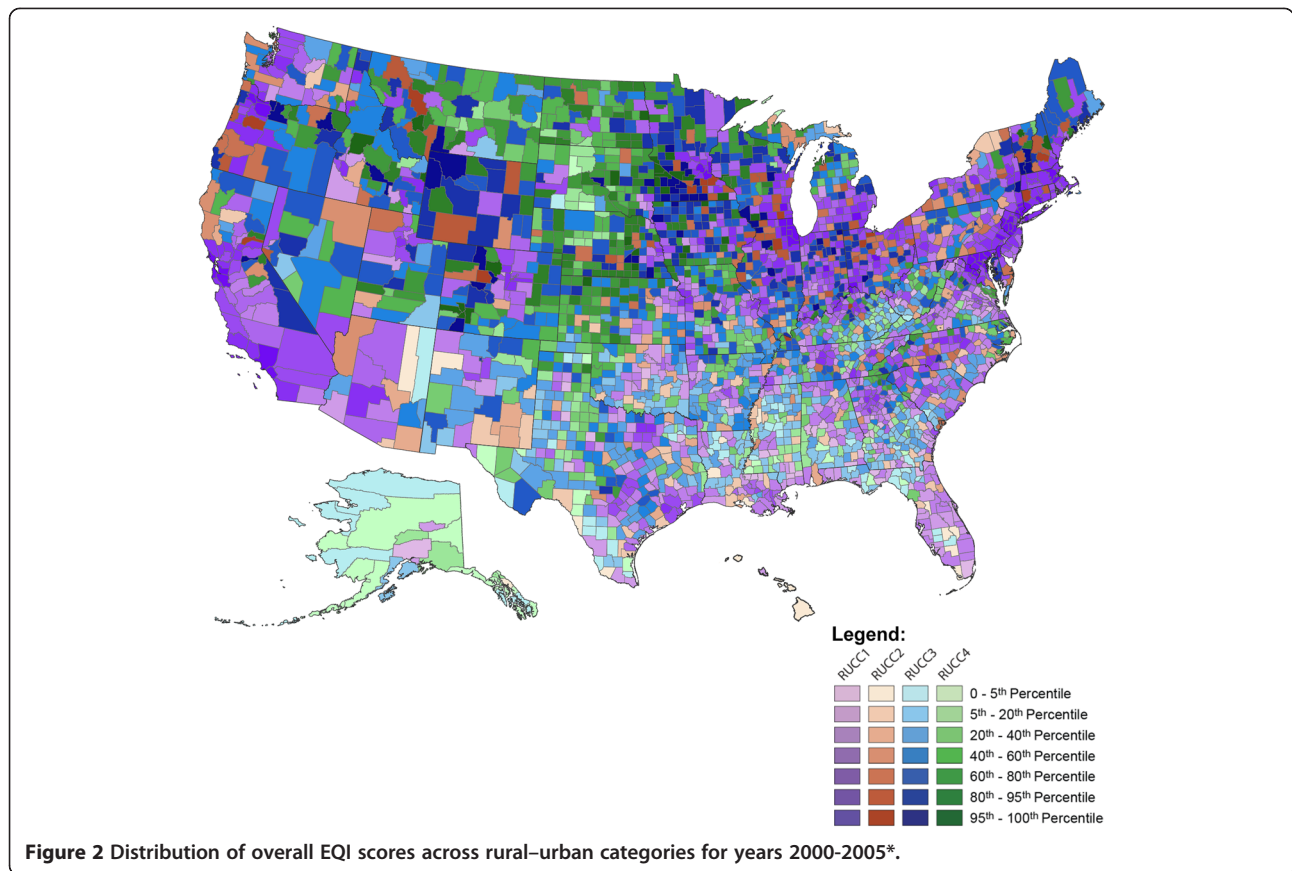 Legend:
RUCC1 RUCC2 RUCC3 RUCC4
0 - 5th Percentile
5th - 20th Percentile
20th - 40th Percentile
40th - 60th Percentile
60th - 80th Percentile
80th - 95th Percentile
95th - 100th Percentile
Figure 2 Distribution of overall EQI scores across rural–urban categories for years 2000-2005*.